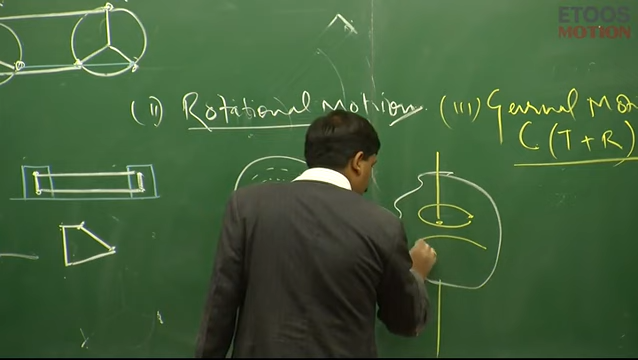 ETOOS
MOTION
(ii) Rotational Motion
(iii) General Mo
C (T + R)